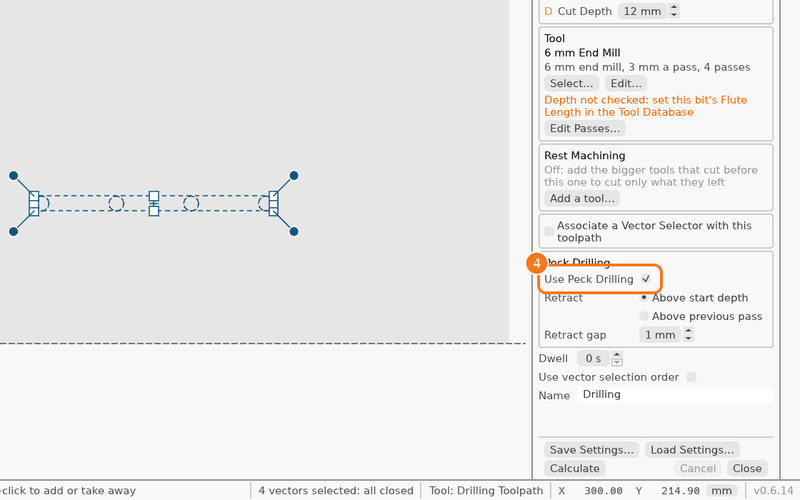 D Cut Depth 12 mm
Tool
6 mm End Mill
6 mm end mill, 3 mm a pass, 4 passes
Select... Edit...
Depth not checked: set this bit's Flute
Length in the Tool Database
Edit Passes...
Rest Machining
Off: add the bigger tools that cut before
this one to cut only what they left
Add a tool...
Associate a Vector Selector with this
toolpath
4
Peck Drilling
Use Peck Drilling
Retract Above start depth
Above previous pass
Retract gap 1 mm
Dwell 0 s
Use vector selection order
Name Drilling
Save Settings... Load Settings...
Calculate Cancel Close
-click to add or take away 4 vectors selected: all closed Tool: Drilling Toolpath X 300.00 Y 214.90 mm v0.6.14